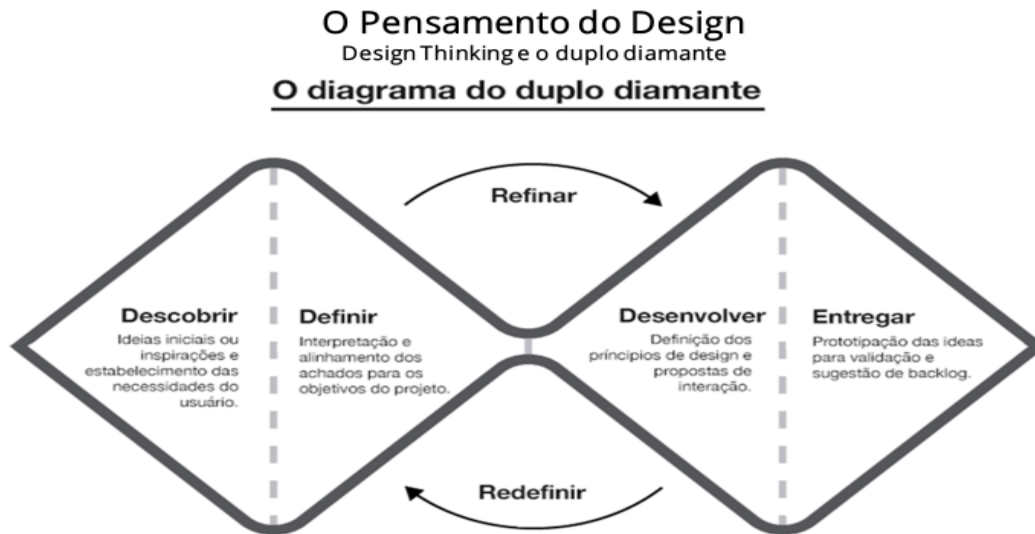 O Pensamento do Design
Design Thinking e o duplo diamante
O diagrama do duplo diamante
Refinar
Descobrir
Ideias iniciais ou
inspirações e
estabelecimento das
necessidades do
usuário.
Definir
Interpretação e
alinhamento dos
achados para os
objetivos do projeto.
Desenvolver
Definição dos
príncípios de design e
propostas de
interação.
Entregar
Prototipação das ideias
para validação e
sugestão de backlog.
Redefinir